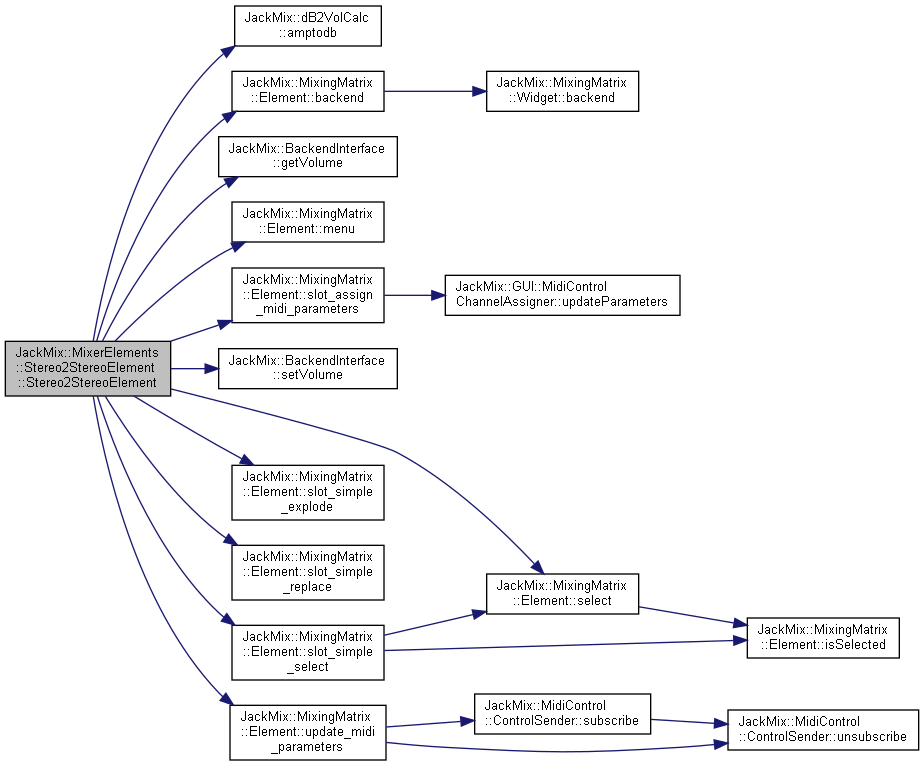 JackMix::dB2VolCalc
::amptodb
JackMix::MixingMatrix
::Element::backend
JackMix::MixingMatrix
::Widget::backend
JackMix::BackendInterface
::getVolume
JackMix::MixingMatrix
::Element::menu
JackMix::MixingMatrix
::Element::slot_assign
_midi_parameters
JackMix::GUI::MidiControl
ChannelAssigner::updateParameters
JackMix::MixerElements
::Stereo2StereoElement
::Stereo2StereoElement
JackMix::BackendInterface
::setVolume
JackMix::MixingMatrix
::Element::slot_simple
_explode
JackMix::MixingMatrix
::Element::slot_simple
_replace
JackMix::MixingMatrix
::Element::select
JackMix::MixingMatrix
::Element::isSelected
JackMix::MixingMatrix
::Element::slot_simple
_select
JackMix::MixingMatrix
::Element::update_midi
_parameters
JackMix::MidiControl
::ControlSender::subscribe
JackMix::MidiControl
::ControlSender::unsubscribe